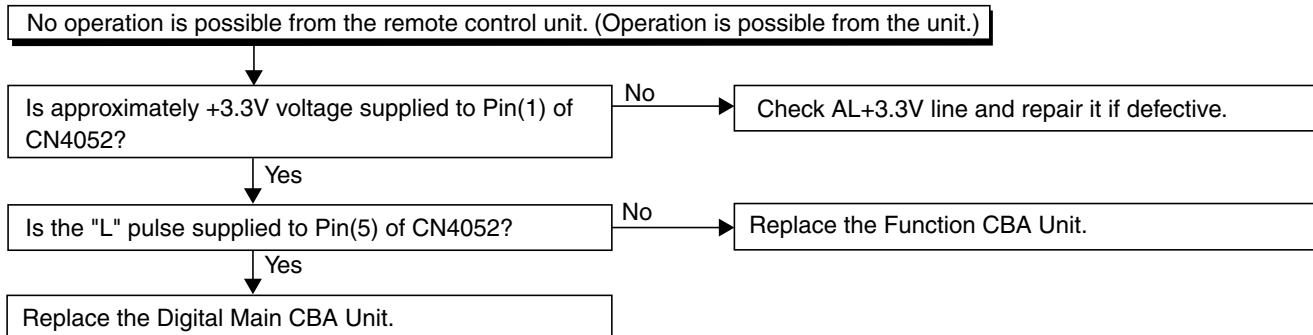 No operation is possible from the remote control unit. (Operation is possible from the unit.)
Is approximately +3.3V voltage supplied to Pin(1) of
CN4052?
No
Check AL+3.3V line and repair it if defective.
Yes
Is the "L" pulse supplied to Pin(5) of CN4052?
No
Replace the Function CBA Unit.
Yes
Replace the Digital Main CBA Unit.